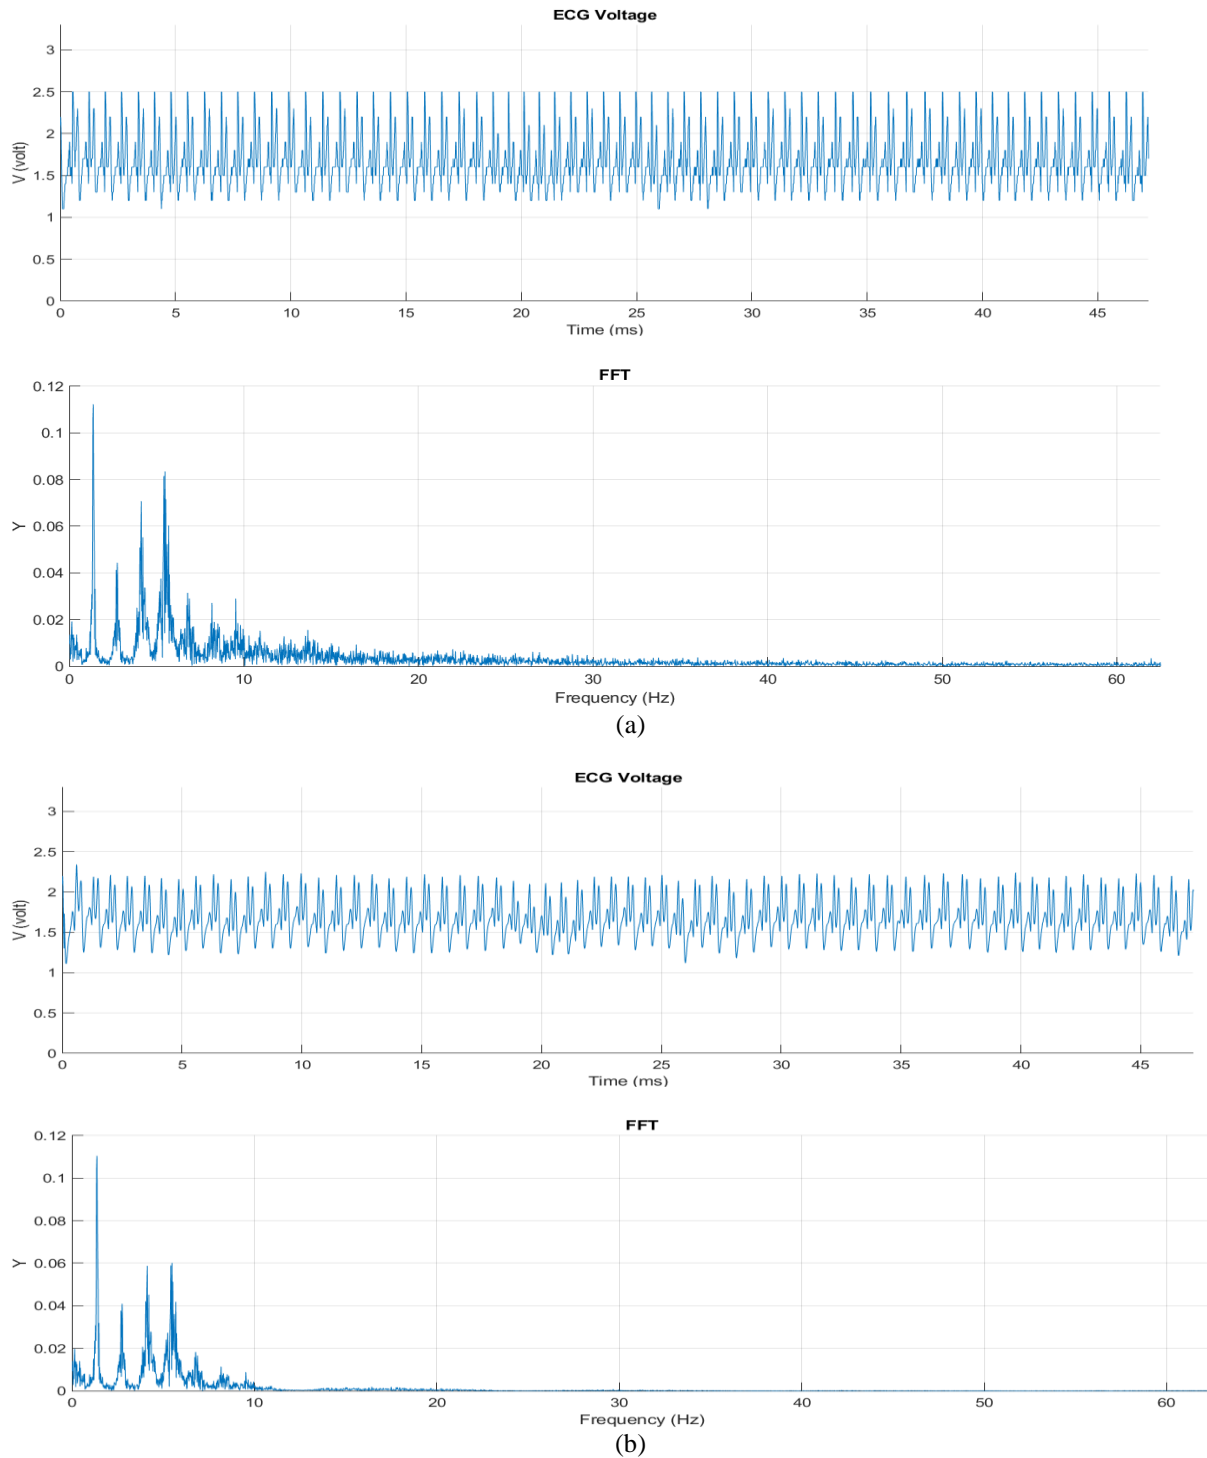 ECG Voltage
3
2.5
2
1.5
1
0.5
0
V (volt)
0 5 10 15 20 25 30 35 40 45
Time (ms)
FFT
0.12
0.1
0.08
0.06
0.04
0.02
0
Y
0 10 20 30 40 50 60
Frequency (Hz)
(a)
ECG Voltage
3
2.5
2
1.5
1
0.5
0
V (volt)
0 5 10 15 20 25 30 35 40 45
Time (ms)
FFT
0.12
0.1
0.08
0.06
0.04
0.02
0
Y
0 10 20 30 40 50 60
Frequency (Hz)
(b)